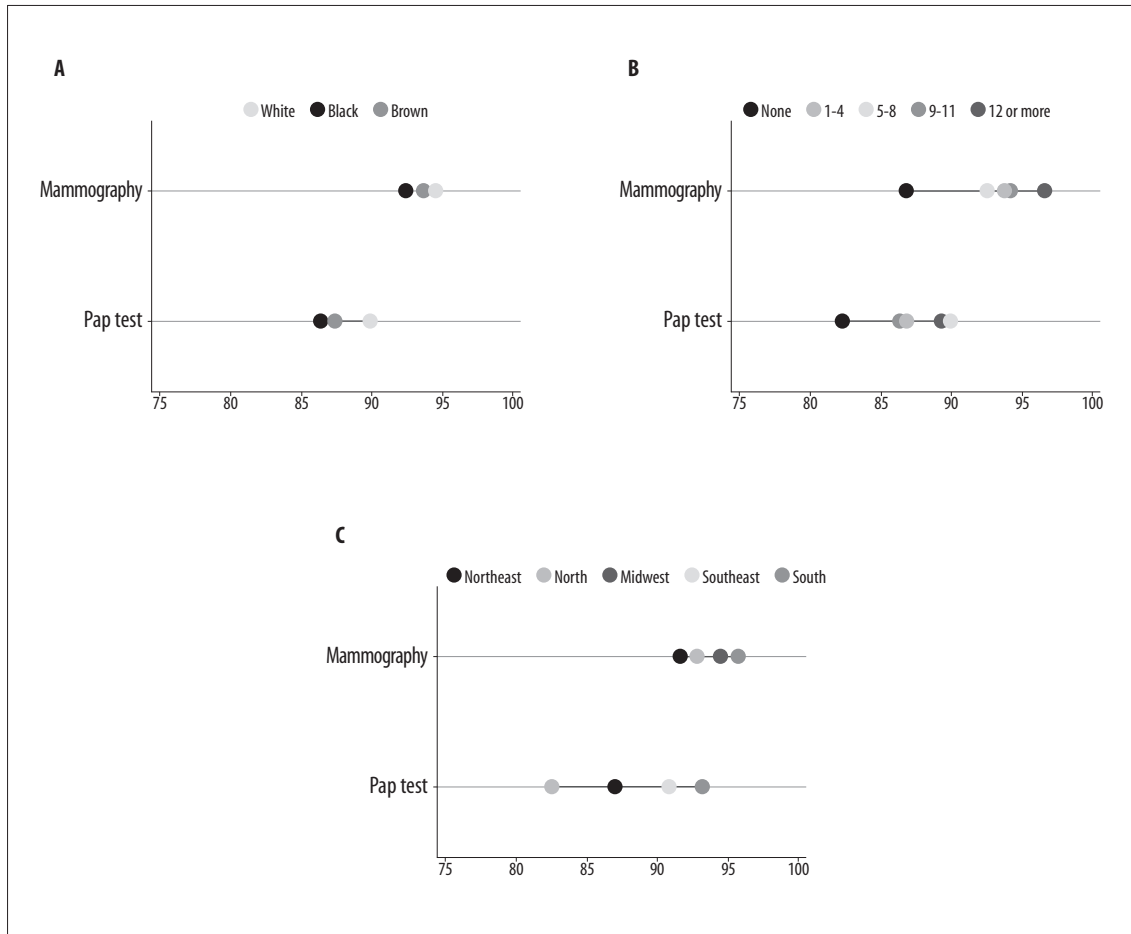 A
White Black Brown
Mammography
Pap test
75 80 85 90 95 100
B
None 1-4 5-8 9-11 12 or more
Mammography
Pap test
75 80 85 90 95 100
C
Northeast North Midwest Southeast South
Mammography
Pap test
75 80 85 90 95 100